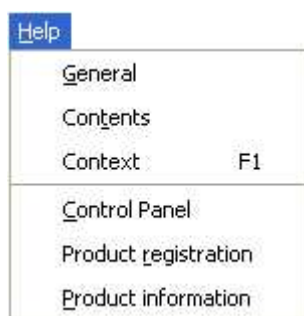 Help
General
Contents
Context F1
Control Panel
Product registration
Product information